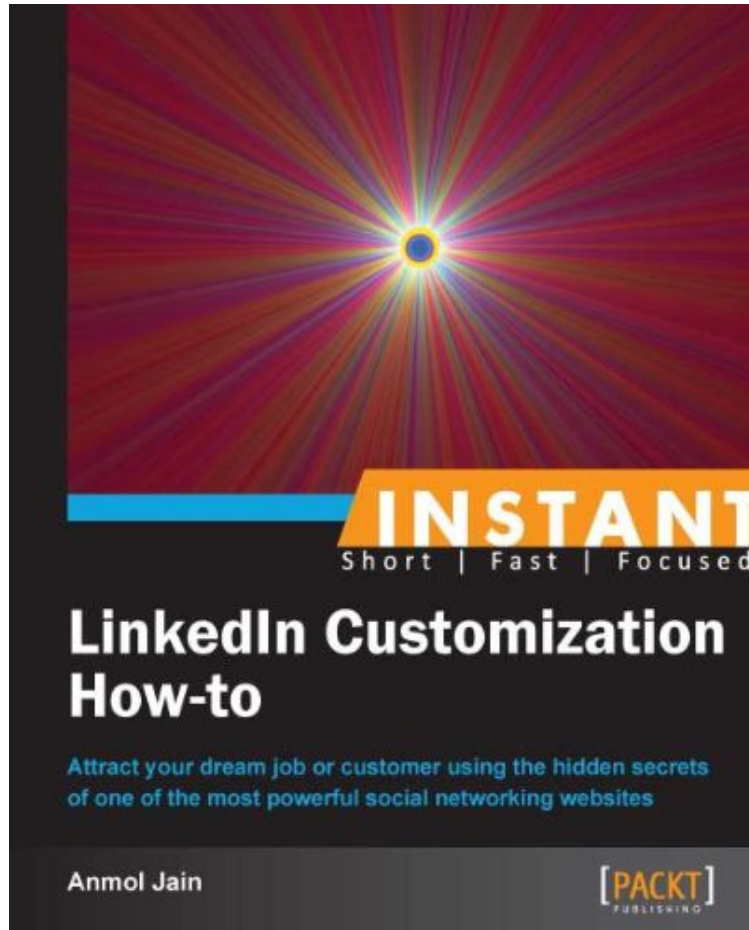 INSTANT
Short | Fast | Focused
LinkedIn Customization
How-to
Attract your dream job or customer using the hidden secrets
of one of the most powerful social networking websites
Anmol Jain
[PACKT]
PUBLISHING